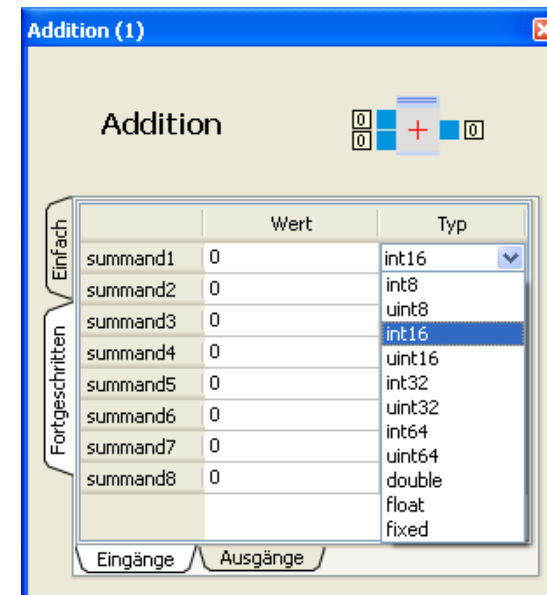 Addition (1)
Addition
0
0
+
0
Einfach
Fortgeschritten
Wert Typ
summand1 0 int16
summand2 0
summand3 0
summand4 0
summand5 0
summand6 0
summand7 0
summand8 0
int8
uint8
int16
uint16
int32
uint32
int64
uint64
double
float
fixed
Eingänge Ausgänge